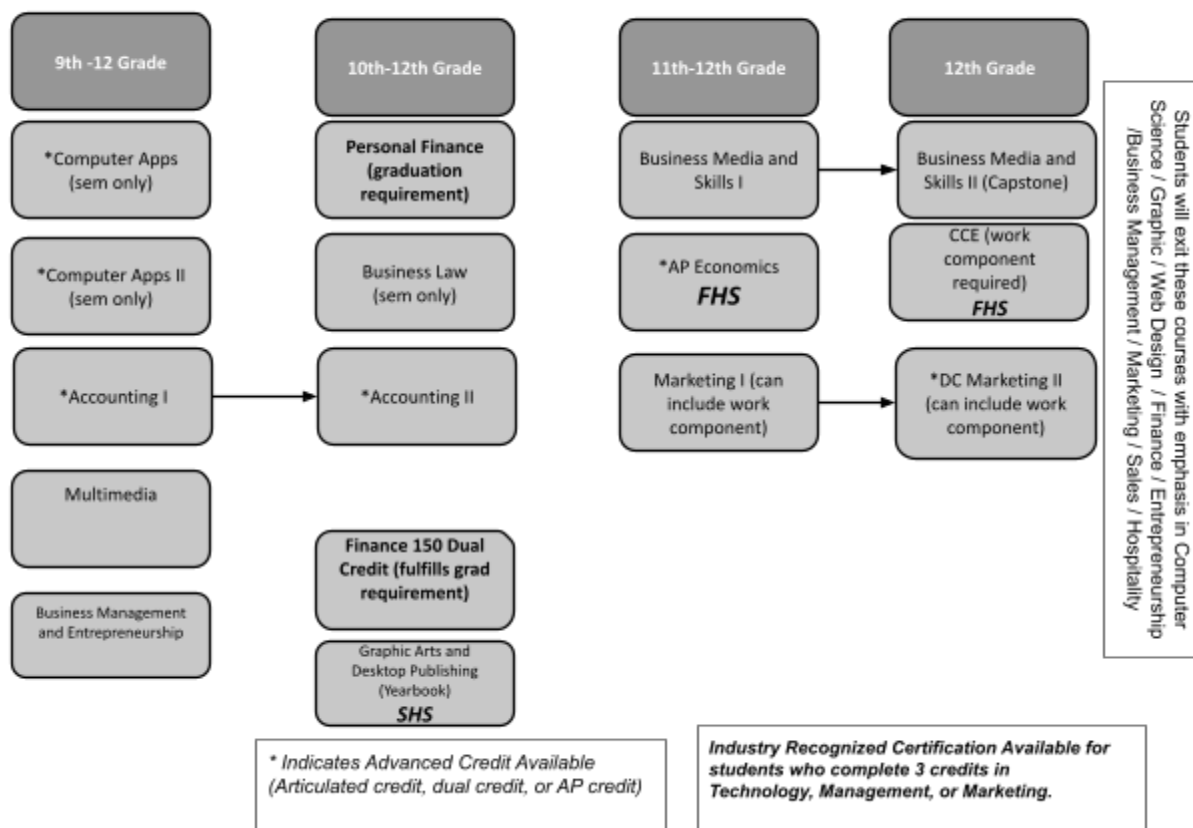 9th -12 Grade
*Computer Apps
(sem only)
*Computer Apps II
(sem only)
*Accounting I
Multimedia
Business Management
and Entrepreneurship
10th-12th Grade
Personal Finance
(graduation
requirement)
Business Law
(sem only)
*Accounting II
Finance 150 Dual
Credit (fulfills grad
requirement)
Graphic Arts and
Desktop Publishing
(Yearbook)
SHS
11th-12th Grade
Business Media and
Skills I
*AP Economics
FHS
Marketing I (can
include work
component)
12th Grade
Business Media and
Skills II (Capstone)
CCE (work
component
required)
FHS
*DC Marketing II
(can include work
component)
Students will exit these courses with emphasis in Computer
Science / Graphic / Web Design / Finance / Entrepreneurship
/Business Management / Marketing / Sales / Hospitality
* Indicates Advanced Credit Available
(Articulated credit, dual credit, or AP credit)
Industry Recognized Certification Available for
students who complete 3 credits in
Technology, Management, or Marketing.